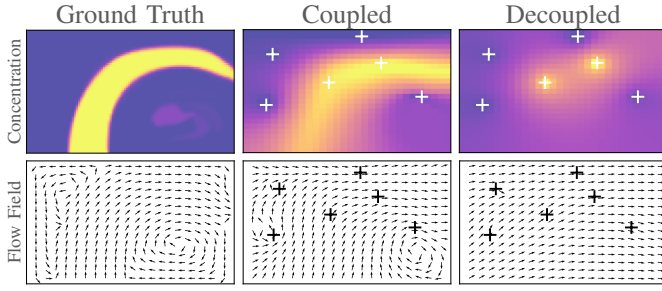 Ground Truth
Coupled
Decoupled
Concentration
Flow Field